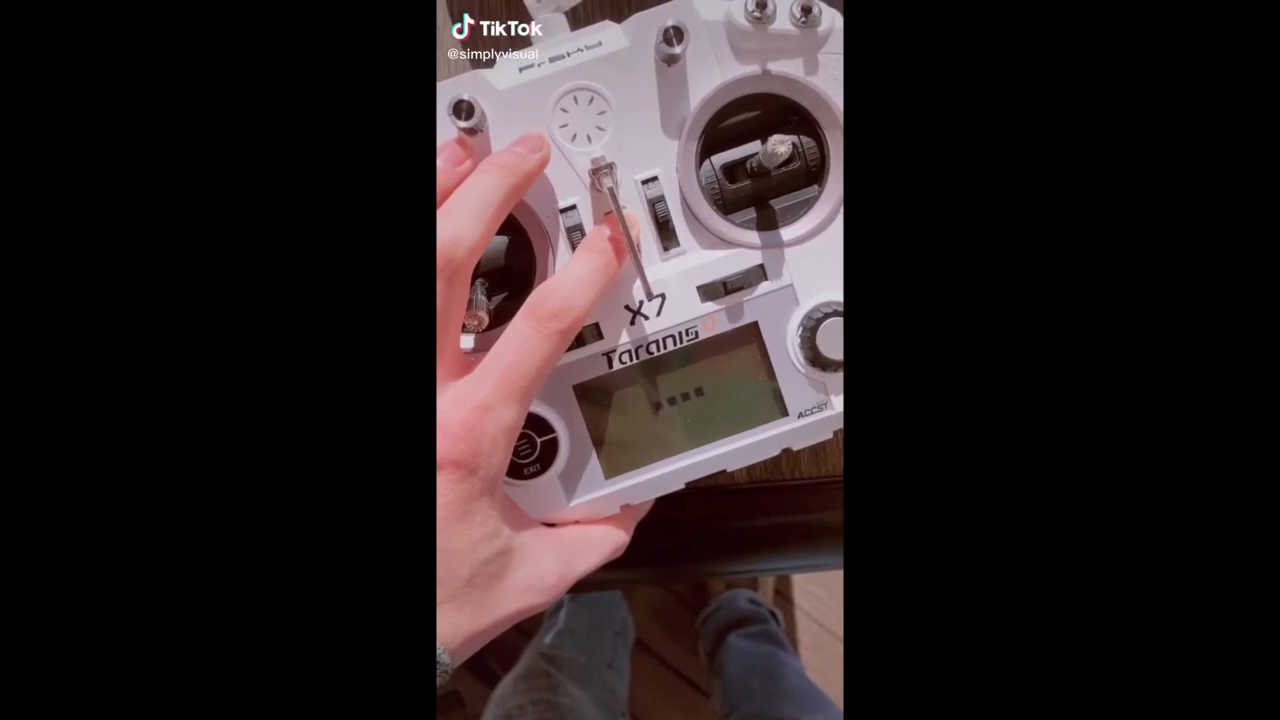 TikTok
@simplyvisual
FrSky
X7
Taranis Q
ACCST
EXIT